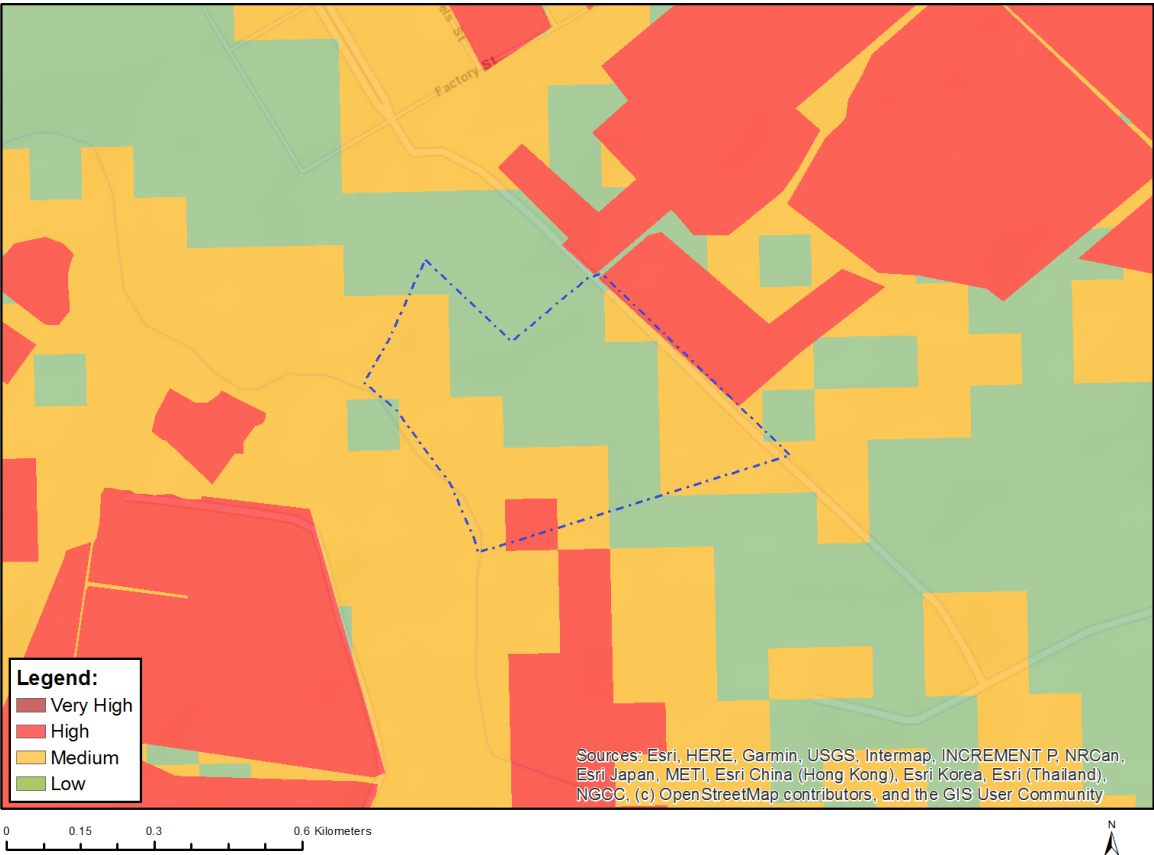 Factory St
Legend:
Very High
High
Medium
Low
Sources: Esri, HERE, Garmin, USGS, Intermap, INCREMENT P, NRCan,
Esri Japan, METI, Esri China (Hong Kong), Esri Korea, Esri (Thailand),
NGCC, (c) OpenStreetMap contributors, and the GIS User Community
0 0.15 0.3 0.6 Kilometers
N